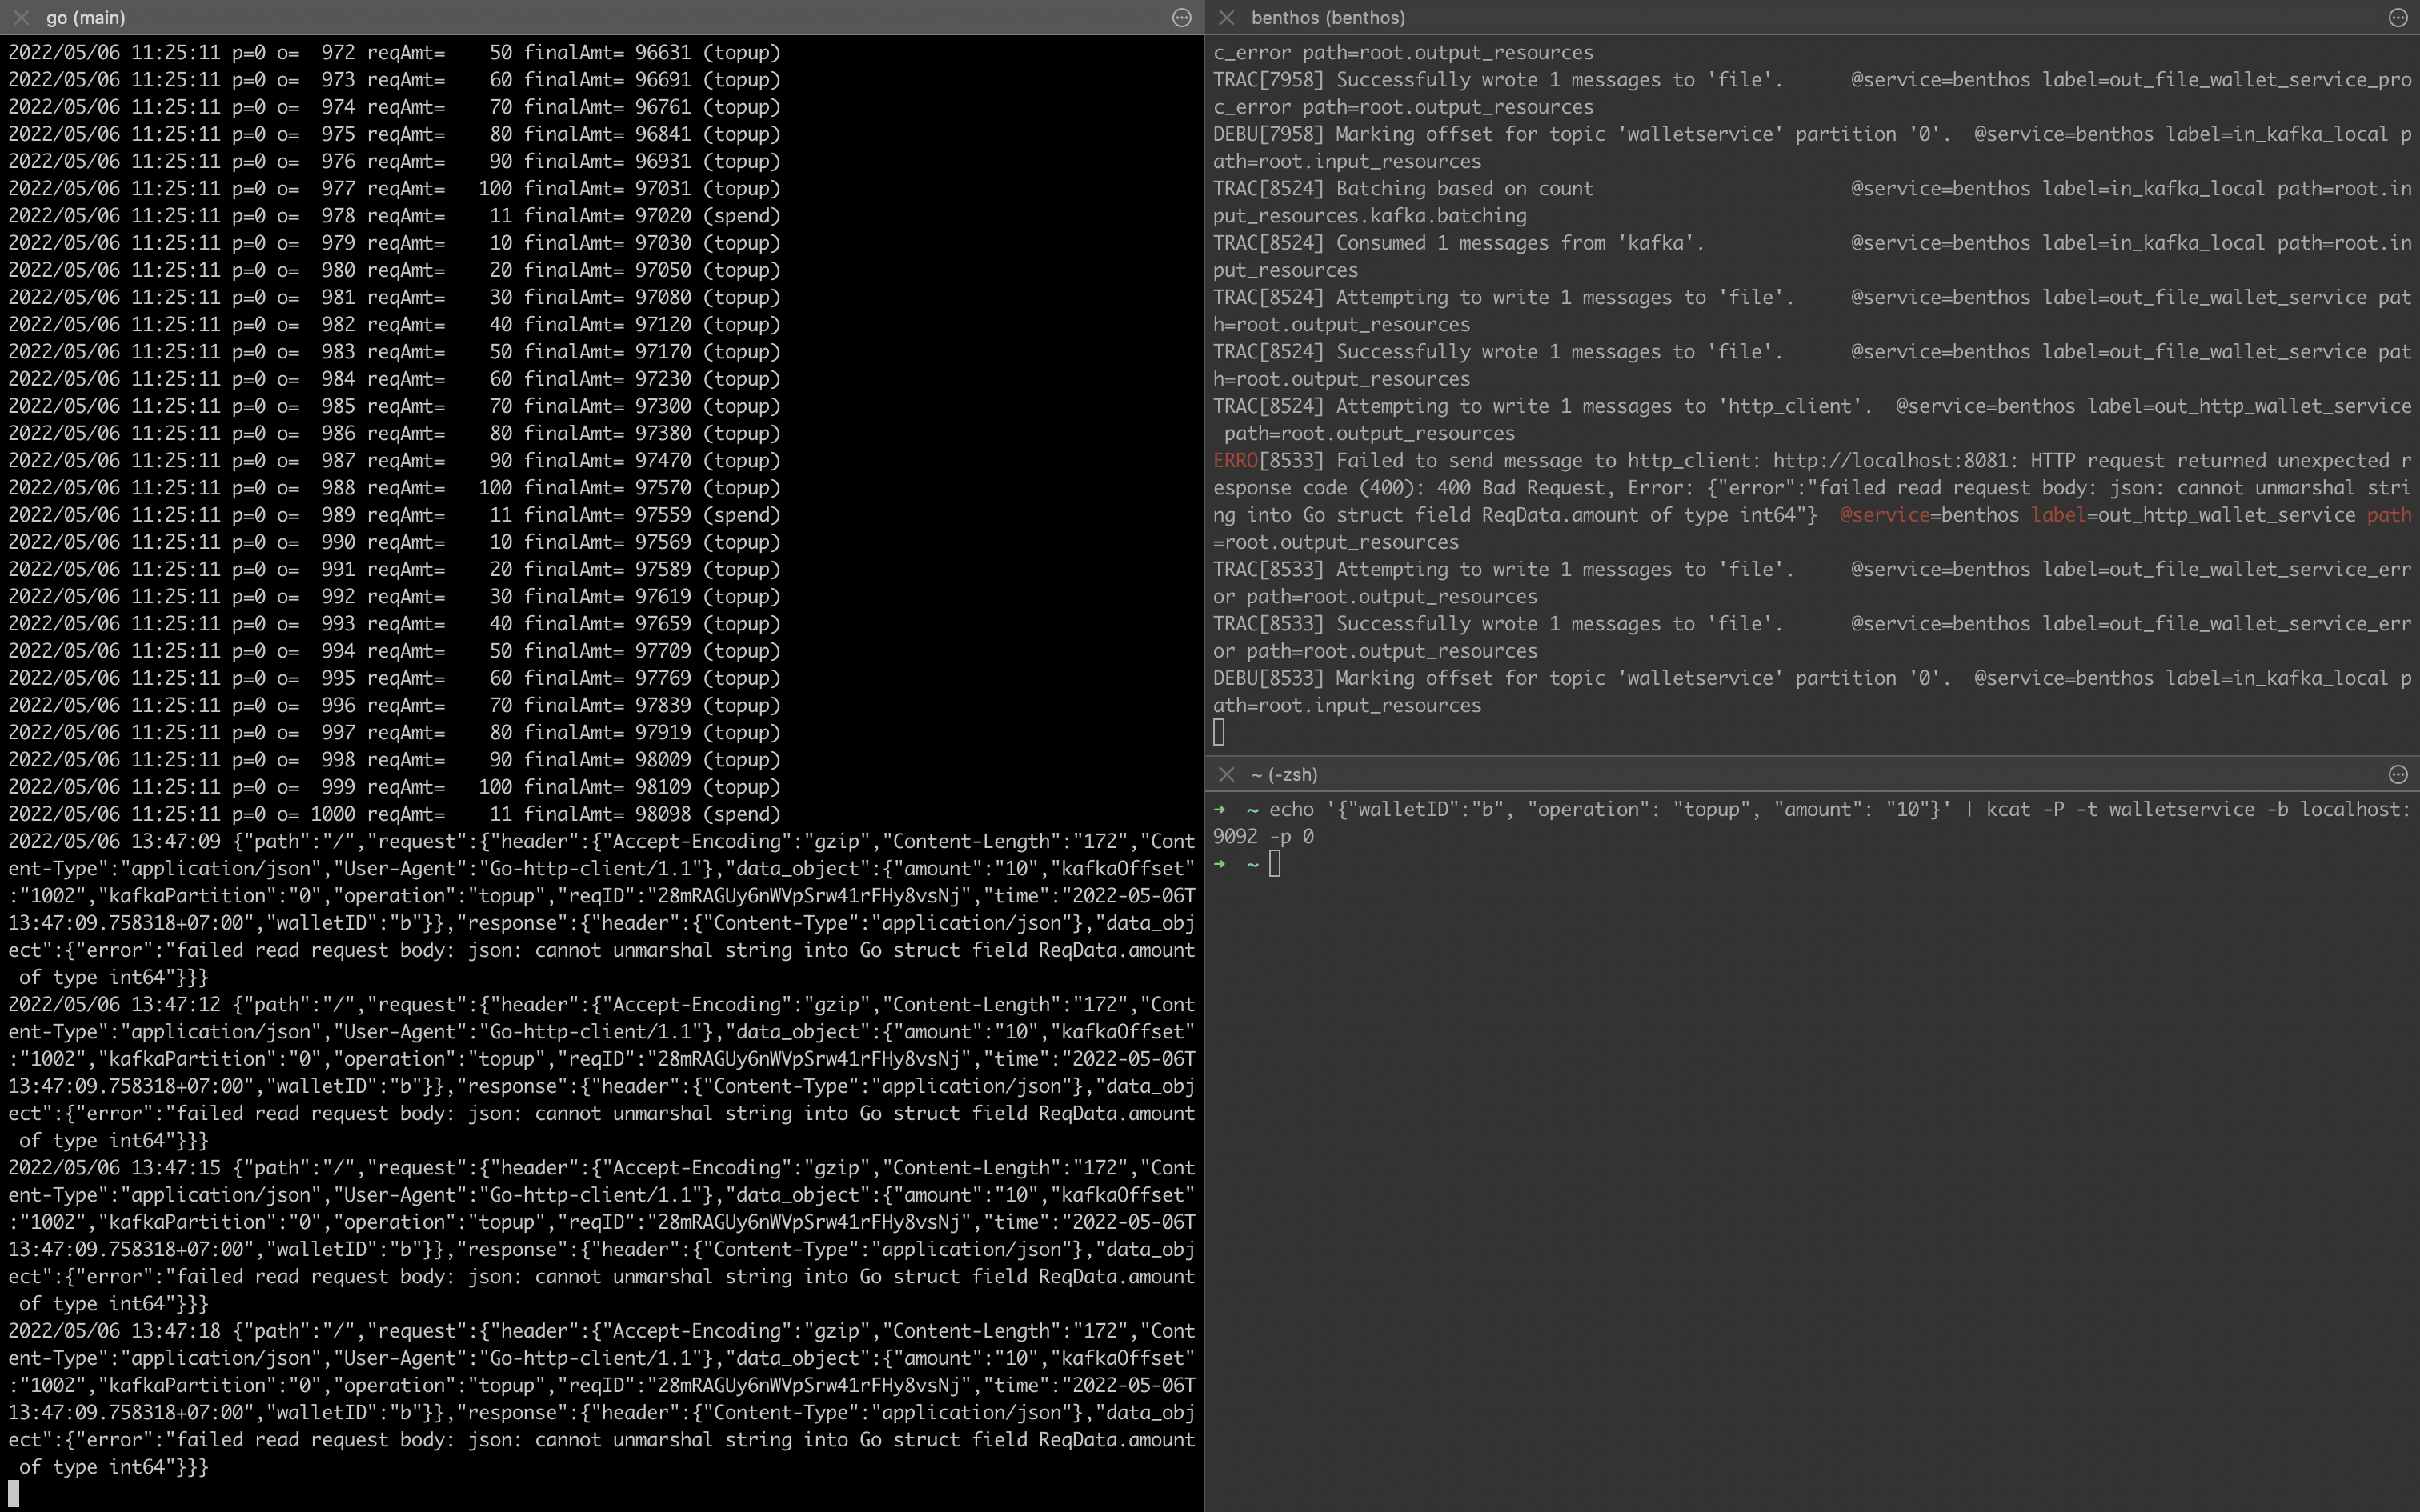 go (main)
2022/05/06 11:25:11 p=0 o=  972 reqAmt=    50 finalAmt= 96631 (topup)
2022/05/06 11:25:11 p=0 o=  973 reqAmt=    60 finalAmt= 96691 (topup)
2022/05/06 11:25:11 p=0 o=  974 reqAmt=    70 finalAmt= 96761 (topup)
2022/05/06 11:25:11 p=0 o=  975 reqAmt=    80 finalAmt= 96841 (topup)
2022/05/06 11:25:11 p=0 o=  976 reqAmt=    90 finalAmt= 96931 (topup)
2022/05/06 11:25:11 p=0 o=  977 reqAmt=   100 finalAmt= 97031 (topup)
2022/05/06 11:25:11 p=0 o=  978 reqAmt=    11 finalAmt= 97020 (spend)
2022/05/06 11:25:11 p=0 o=  979 reqAmt=    10 finalAmt= 97030 (topup)
2022/05/06 11:25:11 p=0 o=  980 reqAmt=    20 finalAmt= 97050 (topup)
2022/05/06 11:25:11 p=0 o=  981 reqAmt=    30 finalAmt= 97080 (topup)
2022/05/06 11:25:11 p=0 o=  982 reqAmt=    40 finalAmt= 97120 (topup)
2022/05/06 11:25:11 p=0 o=  983 reqAmt=    50 finalAmt= 97170 (topup)
2022/05/06 11:25:11 p=0 o=  984 reqAmt=    60 finalAmt= 97230 (topup)
2022/05/06 11:25:11 p=0 o=  985 reqAmt=    70 finalAmt= 97300 (topup)
2022/05/06 11:25:11 p=0 o=  986 reqAmt=    80 finalAmt= 97380 (topup)
2022/05/06 11:25:11 p=0 o=  987 reqAmt=    90 finalAmt= 97470 (topup)
2022/05/06 11:25:11 p=0 o=  988 reqAmt=   100 finalAmt= 97570 (topup)
2022/05/06 11:25:11 p=0 o=  989 reqAmt=    11 finalAmt= 97559 (spend)
2022/05/06 11:25:11 p=0 o=  990 reqAmt=    10 finalAmt= 97569 (topup)
2022/05/06 11:25:11 p=0 o=  991 reqAmt=    20 finalAmt= 97589 (topup)
2022/05/06 11:25:11 p=0 o=  992 reqAmt=    30 finalAmt= 97619 (topup)
2022/05/06 11:25:11 p=0 o=  993 reqAmt=    40 finalAmt= 97659 (topup)
2022/05/06 11:25:11 p=0 o=  994 reqAmt=    50 finalAmt= 97709 (topup)
2022/05/06 11:25:11 p=0 o=  995 reqAmt=    60 finalAmt= 97769 (topup)
2022/05/06 11:25:11 p=0 o=  996 reqAmt=    70 finalAmt= 97839 (topup)
2022/05/06 11:25:11 p=0 o=  997 reqAmt=    80 finalAmt= 97919 (topup)
2022/05/06 11:25:11 p=0 o=  998 reqAmt=    90 finalAmt= 98009 (topup)
2022/05/06 11:25:11 p=0 o=  999 reqAmt=   100 finalAmt= 98109 (topup)
2022/05/06 11:25:11 p=0 o= 1000 reqAmt=    11 finalAmt= 98098 (spend)
2022/05/06 13:47:09 {"path":"/","request":{"header":{"Accept-Encoding":"gzip","Content-Length":"172","Cont
ent-Type":"application/json","User-Agent":"Go-http-client/1.1"},"data_object":{"amount":"10","kafkaOffset"
:"1002","kafkaPartition":"0","operation":"topup","reqID":"28mRAGUy6nWVpSrw41rFHy8vsNj","time":"2022-05-06T
13:47:09.758318+07:00","walletID":"b"}},"response":{"header":{"Content-Type":"application/json"},"data_obj
ect":{"error":"failed read request body: json: cannot unmarshal string into Go struct field ReqData.amount
 of type int64"}}}
2022/05/06 13:47:12 {"path":"/","request":{"header":{"Accept-Encoding":"gzip","Content-Length":"172","Cont
ent-Type":"application/json","User-Agent":"Go-http-client/1.1"},"data_object":{"amount":"10","kafkaOffset"
:"1002","kafkaPartition":"0","operation":"topup","reqID":"28mRAGUy6nWVpSrw41rFHy8vsNj","time":"2022-05-06T
13:47:09.758318+07:00","walletID":"b"}},"response":{"header":{"Content-Type":"application/json"},"data_obj
ect":{"error":"failed read request body: json: cannot unmarshal string into Go struct field ReqData.amount
 of type int64"}}}
2022/05/06 13:47:15 {"path":"/","request":{"header":{"Accept-Encoding":"gzip","Content-Length":"172","Cont
ent-Type":"application/json","User-Agent":"Go-http-client/1.1"},"data_object":{"amount":"10","kafkaOffset"
:"1002","kafkaPartition":"0","operation":"topup","reqID":"28mRAGUy6nWVpSrw41rFHy8vsNj","time":"2022-05-06T
13:47:09.758318+07:00","walletID":"b"}},"response":{"header":{"Content-Type":"application/json"},"data_obj
ect":{"error":"failed read request body: json: cannot unmarshal string into Go struct field ReqData.amount
 of type int64"}}}
2022/05/06 13:47:18 {"path":"/","request":{"header":{"Accept-Encoding":"gzip","Content-Length":"172","Cont
ent-Type":"application/json","User-Agent":"Go-http-client/1.1"},"data_object":{"amount":"10","kafkaOffset"
:"1002","kafkaPartition":"0","operation":"topup","reqID":"28mRAGUy6nWVpSrw41rFHy8vsNj","time":"2022-05-06T
13:47:09.758318+07:00","walletID":"b"}},"response":{"header":{"Content-Type":"application/json"},"data_obj
ect":{"error":"failed read request body: json: cannot unmarshal string into Go struct field ReqData.amount
 of type int64"}}}
benthos (benthos)
c_error path=root.output_resources
TRAC[7958] Successfully wrote 1 messages to 'file'.      @service=benthos label=out_file_wallet_service_pro
c_error path=root.output_resources
DEBU[7958] Marking offset for topic 'walletservice' partition '0'.  @service=benthos label=in_kafka_local p
ath=root.input_resources
TRAC[8524] Batching based on count                       @service=benthos label=in_kafka_local path=root.in
put_resources.kafka.batching
TRAC[8524] Consumed 1 messages from 'kafka'.             @service=benthos label=in_kafka_local path=root.in
put_resources
TRAC[8524] Attempting to write 1 messages to 'file'.     @service=benthos label=out_file_wallet_service pat
h=root.output_resources
TRAC[8524] Successfully wrote 1 messages to 'file'.      @service=benthos label=out_file_wallet_service pat
h=root.output_resources
TRAC[8524] Attempting to write 1 messages to 'http_client'.  @service=benthos label=out_http_wallet_service
 path=root.output_resources
ERRO[8533] Failed to send message to http_client: http://localhost:8081: HTTP request returned unexpected r
esponse code (400): 400 Bad Request, Error: {"error":"failed read request body: json: cannot unmarshal stri
ng into Go struct field ReqData.amount of type int64"}  @service=benthos label=out_http_wallet_service path
=root.output_resources
TRAC[8533] Attempting to write 1 messages to 'file'.     @service=benthos label=out_file_wallet_service_err
or path=root.output_resources
TRAC[8533] Successfully wrote 1 messages to 'file'.      @service=benthos label=out_file_wallet_service_err
or path=root.output_resources
DEBU[8533] Marking offset for topic 'walletservice' partition '0'.  @service=benthos label=in_kafka_local p
ath=root.input_resources
~ (-zsh)
➜  ~ echo '{"walletID":"b", "operation": "topup", "amount": "10"}' | kcat -P -t walletservice -b localhost:
9092 -p 0
➜  ~